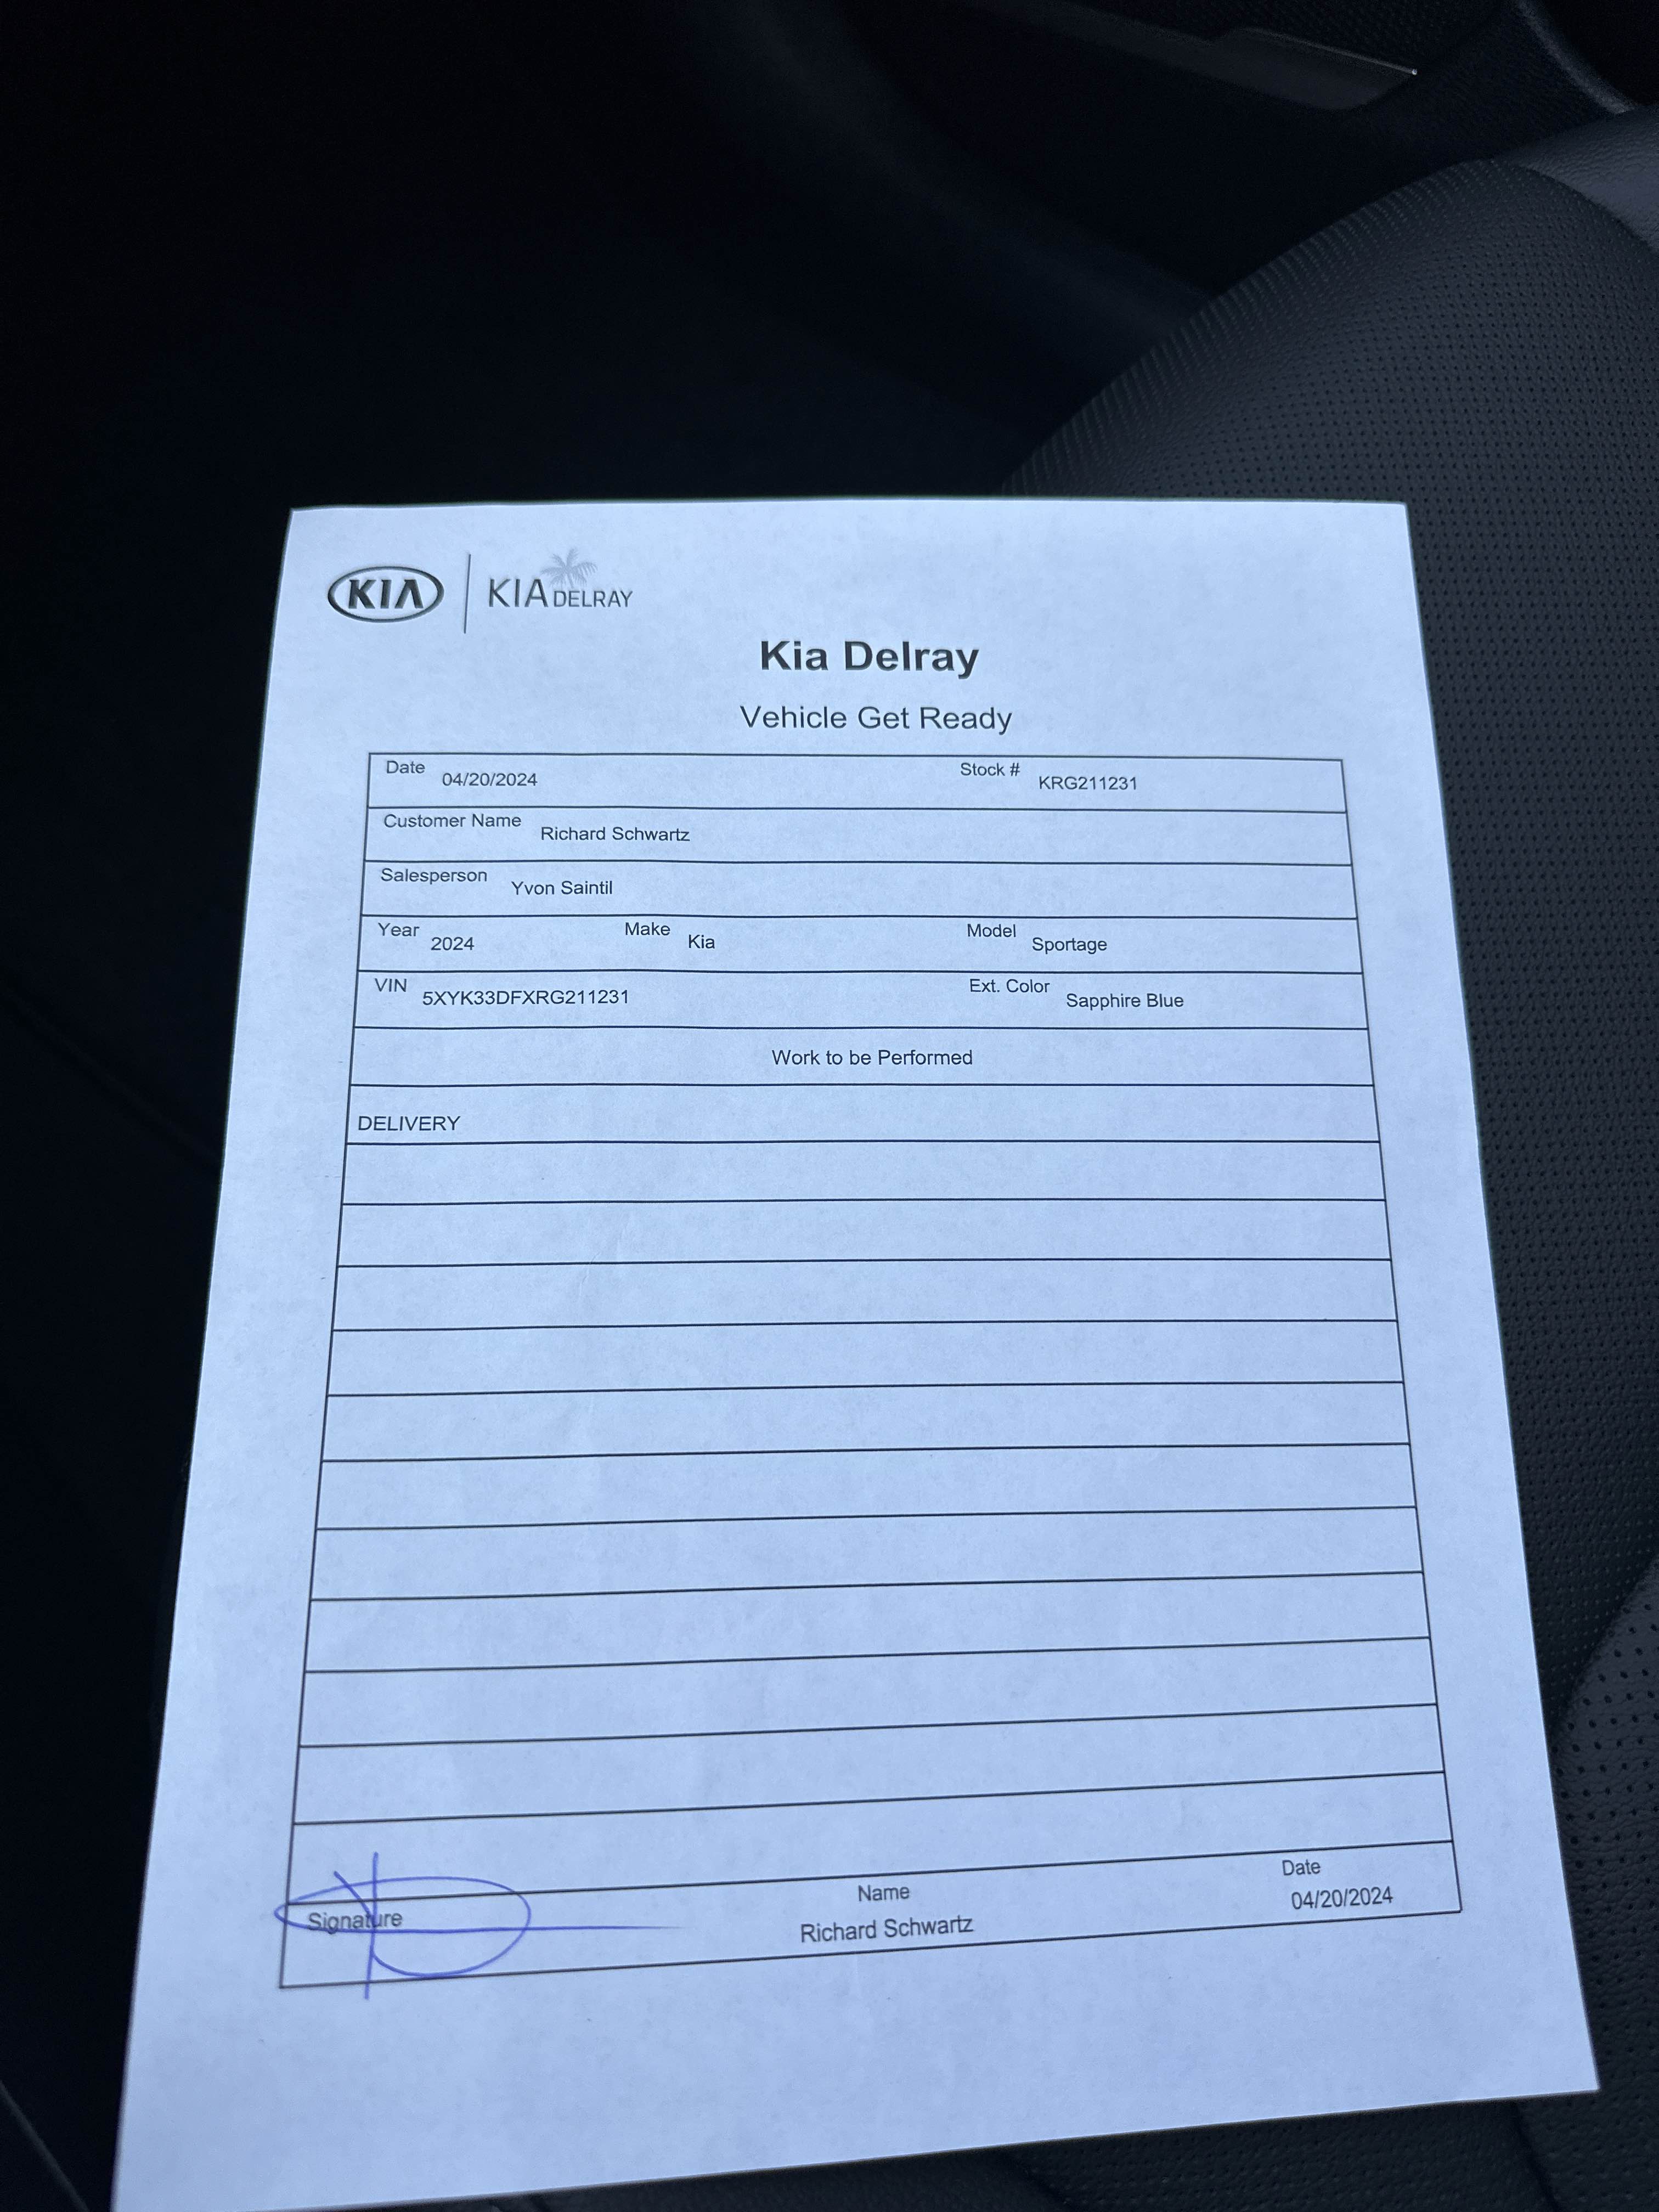 KIA KIA DELRAY
Kia Delray
Vehicle Get Ready
Date 04/20/2024 Stock # KRG211231
Customer Name Richard Schwartz
Salesperson Yvon Saintil
Year 2024 Make Kia Model Sportage
VIN 5XYK33DFXRG211231 Ext. Color Sapphire Blue
Work to be Performed
DELIVERY
Signature Name Date
Richard Schwartz 04/20/2024